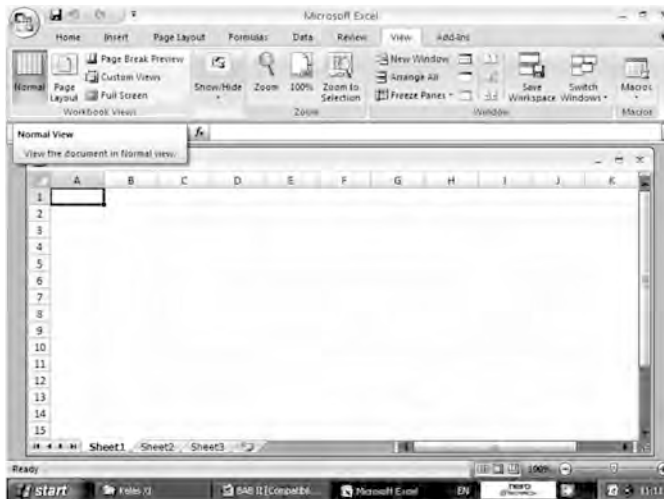 Microsoft Excel
Home Insert Page Layout Formulas Data Review View Add-Ins
Normal Page Layout Page Break Preview Custom Views Full Screen Show/Hide Zoom 100% Zoom to Selection New Window Arrange All Freeze Panes Save Workspace Switch Windows Macros
Workbook Views Zoom Window Macros
Normal View
View the document in Normal view.
fx
A B C D E F G H I J K
1
2
3
4
5
6
7
8
9
10
11
12
13
14
15
Sheet1 Sheet2 Sheet3
Ready 100%
start Kelas XI BAB II [Compatibil... Microsoft Excel EN nero